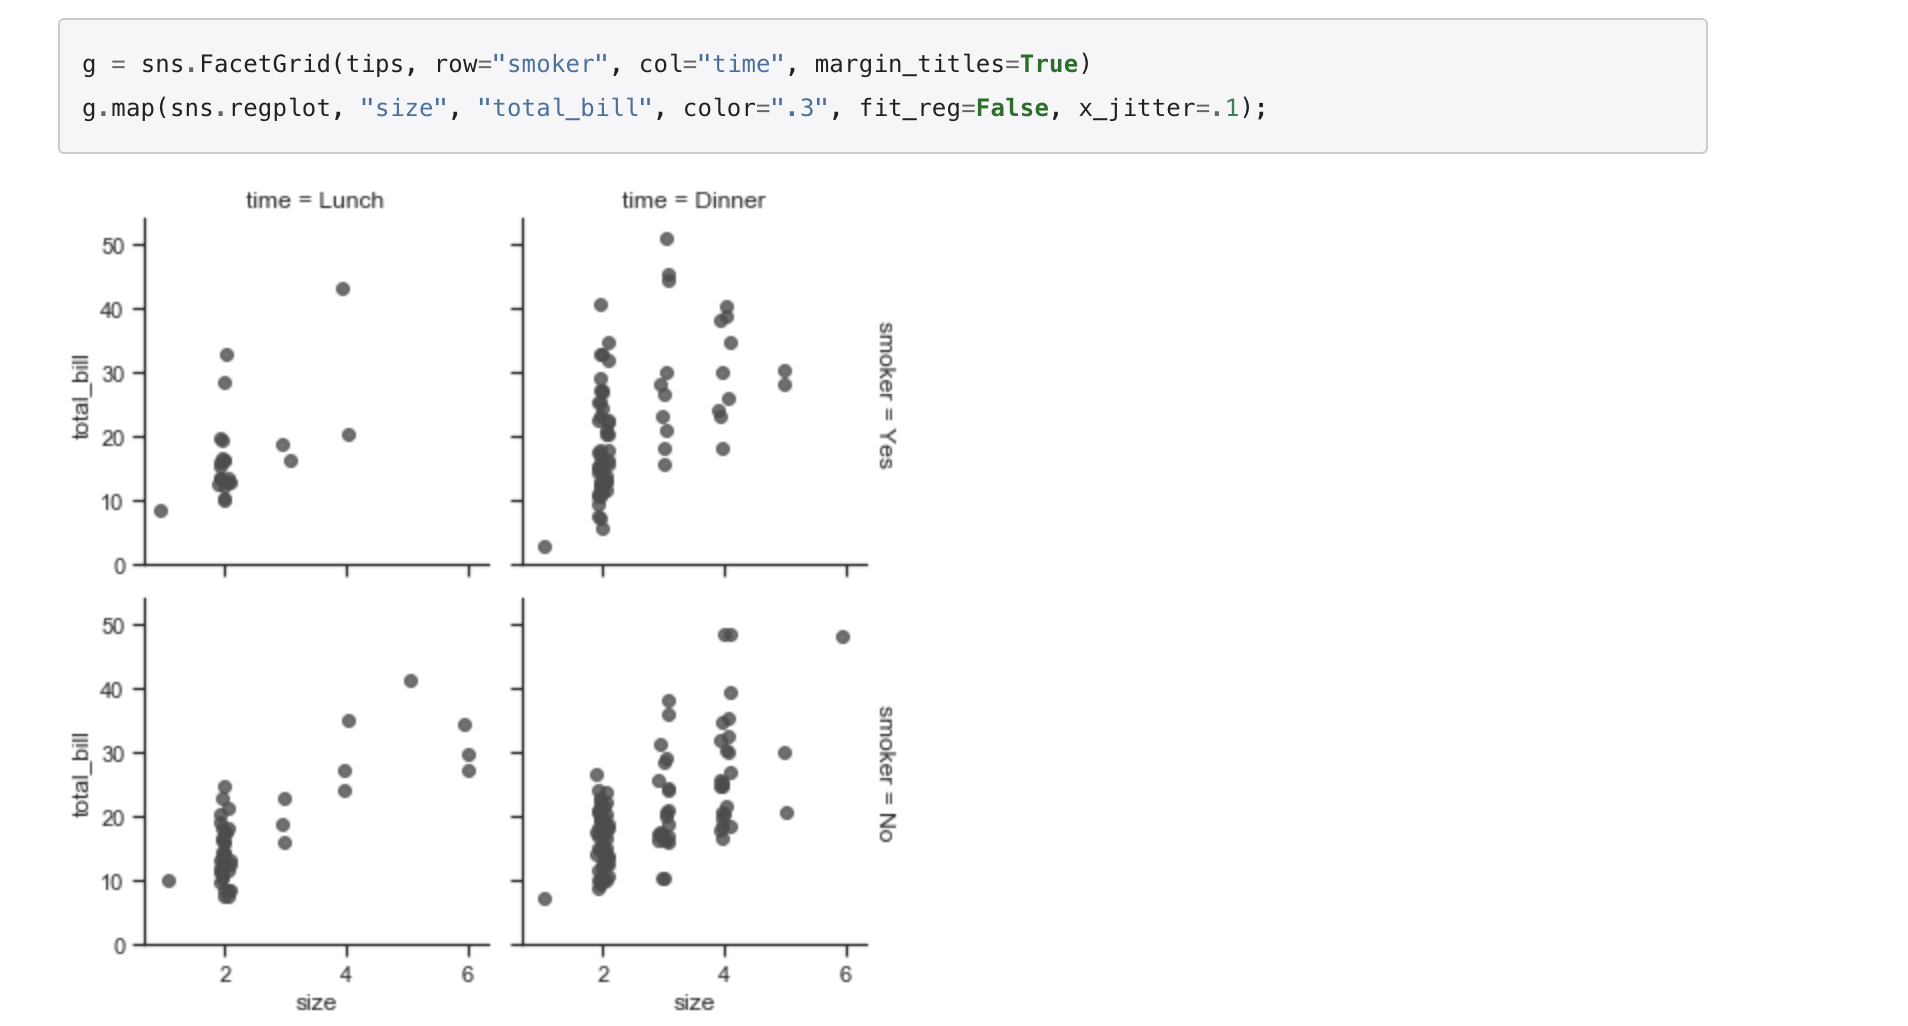 g = sns.FacetGrid(tips, row="smoker", col="time", margin_titles=True)
g.map(sns.regplot, "size", "total_bill", color=".3", fit_reg=False, x_jitter=.1);
time = Lunch
time = Dinner
50
40
30
20
10
0
total_bill
smoker = Yes
50
40
30
20
10
0
total_bill
smoker = No
2 4 6
2 4 6
size
size